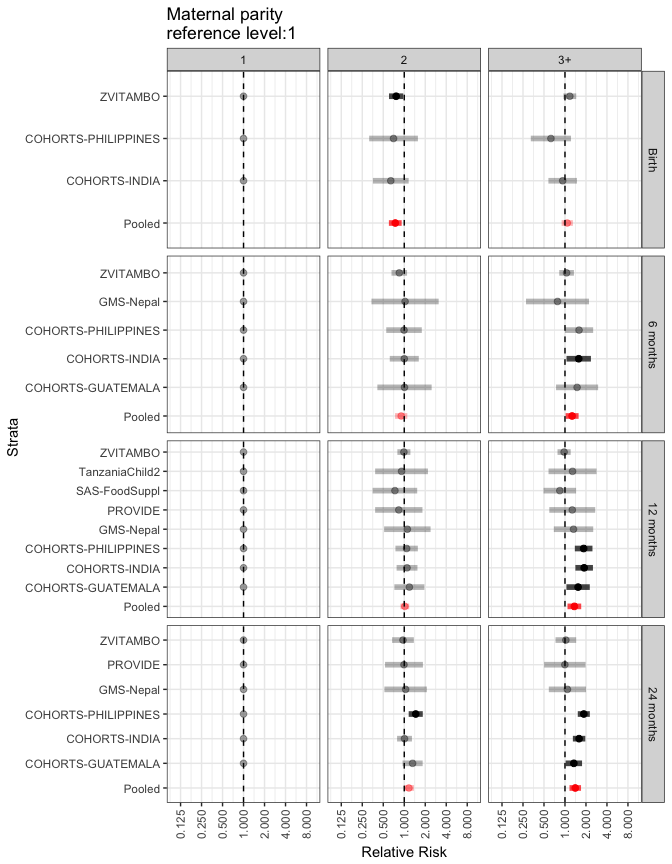 Maternal parity
reference level:1
1
2
3+
Strata
ZVITAMBO
COHORTS-PHILIPPINES
COHORTS-INDIA
Pooled
Birth
ZVITAMBO
GMS-Nepal
COHORTS-PHILIPPINES
COHORTS-INDIA
COHORTS-GUATEMALA
Pooled
6 months
ZVITAMBO
TanzaniaChild2
SAS-FoodSuppl
PROVIDE
GMS-Nepal
COHORTS-PHILIPPINES
COHORTS-INDIA
COHORTS-GUATEMALA
Pooled
12 months
ZVITAMBO
PROVIDE
GMS-Nepal
COHORTS-PHILIPPINES
COHORTS-INDIA
COHORTS-GUATEMALA
Pooled
24 months
0.125 0.250 0.500 1.000 2.000 4.000 8.000
0.125 0.250 0.500 1.000 2.000 4.000 8.000
0.125 0.250 0.500 1.000 2.000 4.000 8.000
Relative Risk